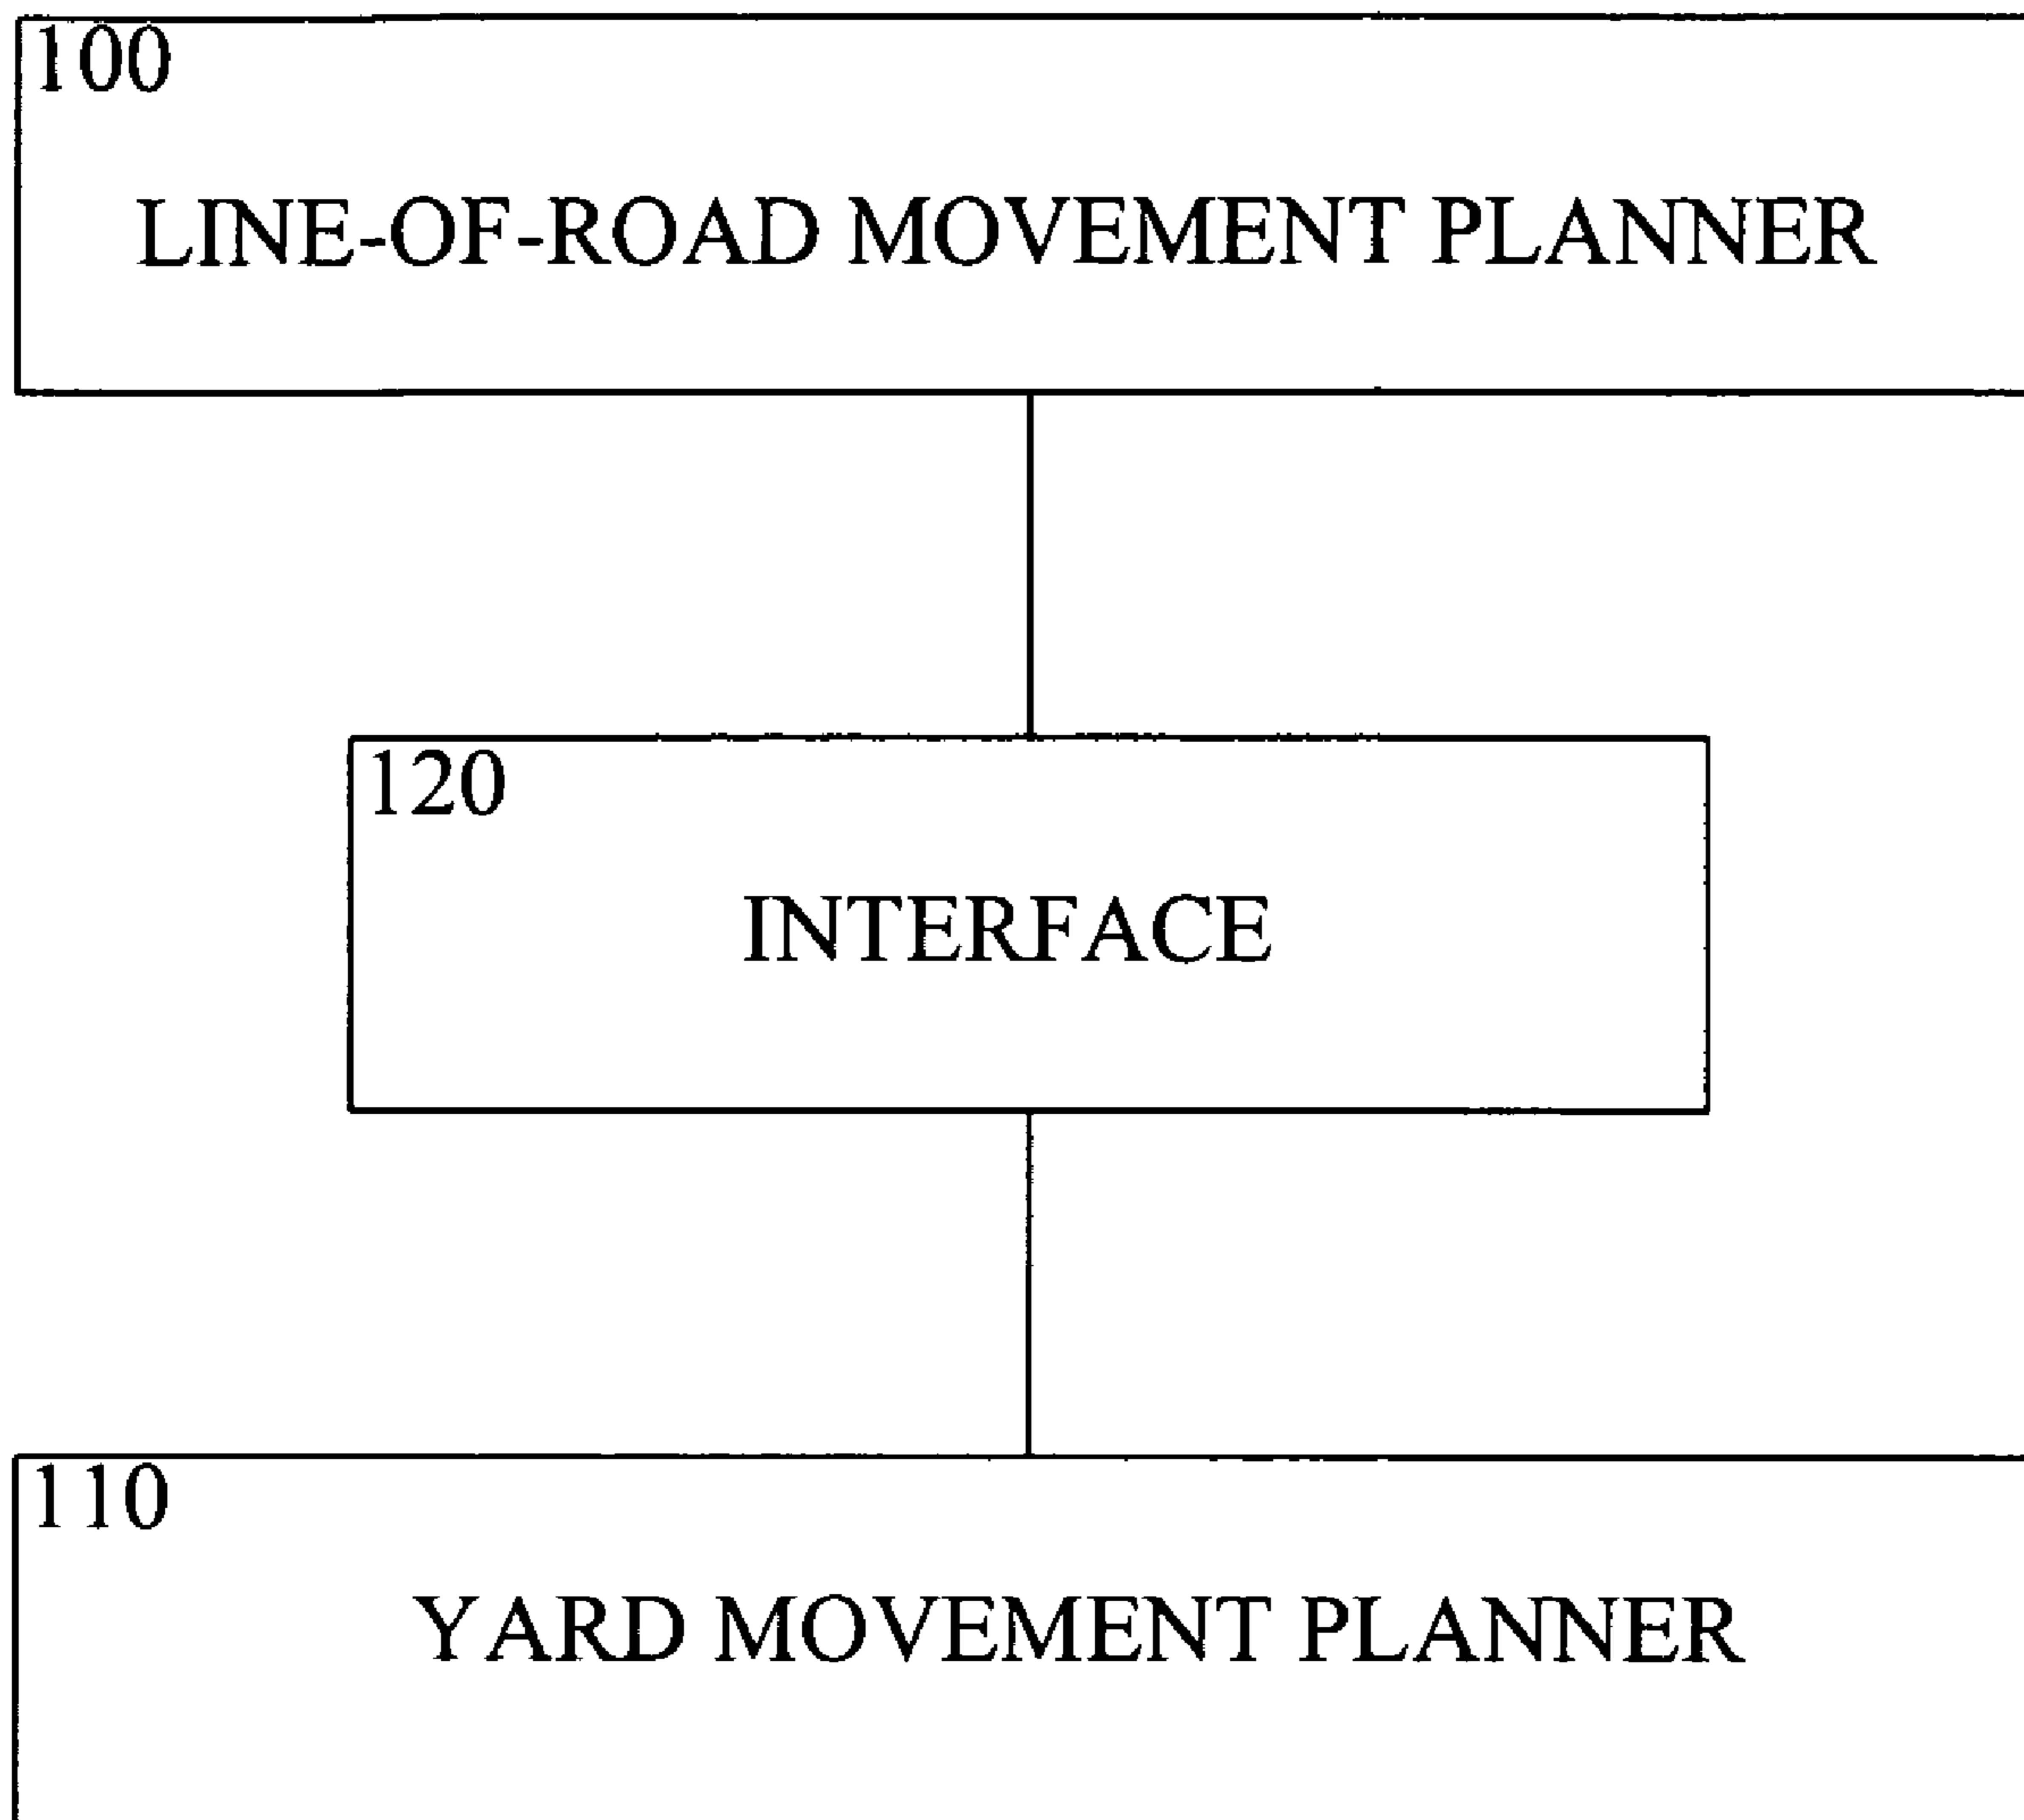 100
LINE-OF-ROAD MOVEMENT PLANNER
120
INTERFACE
110
YARD MOVEMENT PLANNER